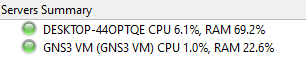 Servers Summary
DESKTOP-44OPTQE CPU 6.1%, RAM 69.2%
GNS3 VM (GNS3 VM) CPU 1.0%, RAM 22.6%